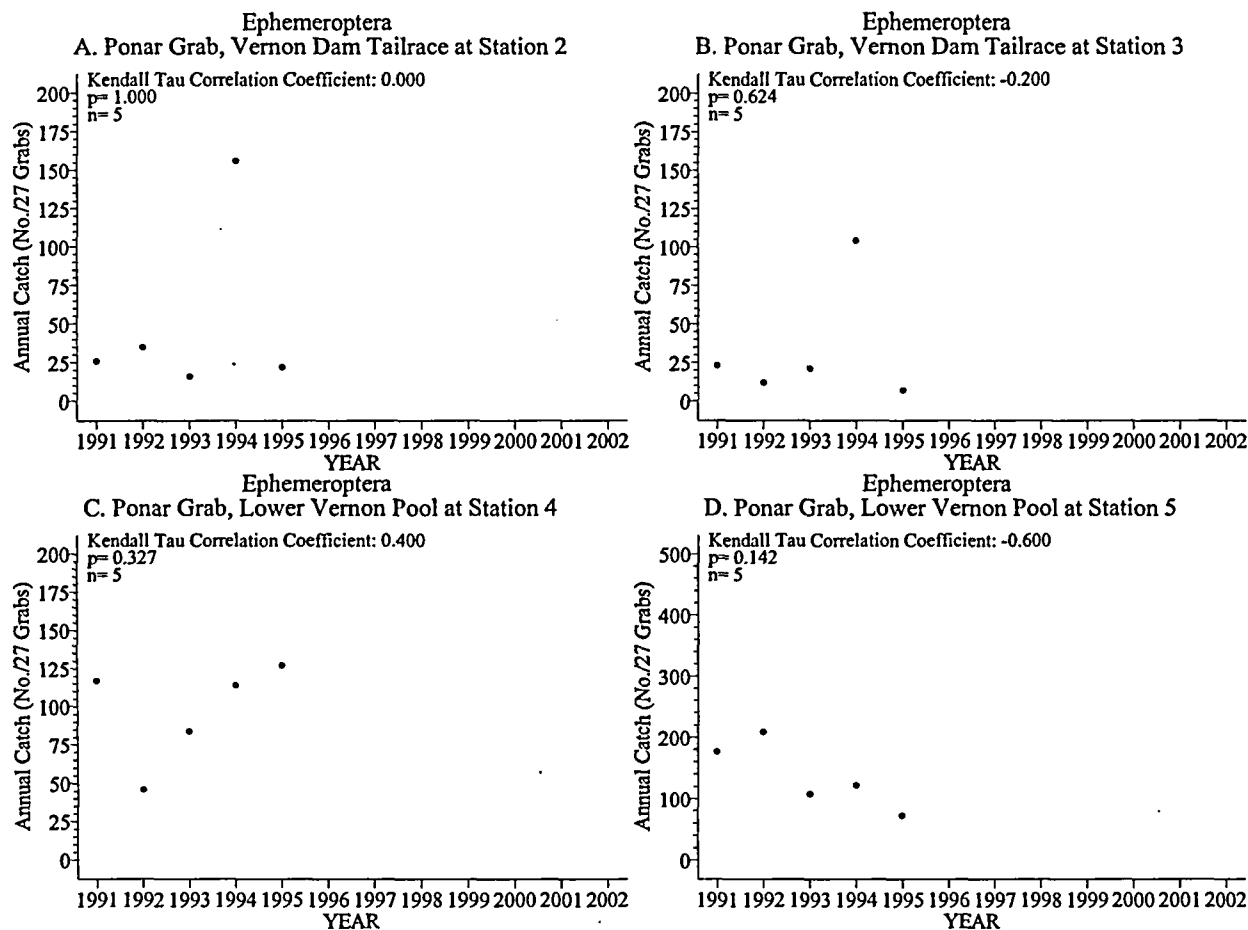 Ephemeroptera
A. Ponar Grab, Vernon Dam Tailrace at Station 2
Kendall Tau Correlation Coefficient: 0.000
p= 1.000
n= 5
Annual Catch (No./27 Grabs)
200
175
150
125
100
75
50
25
0
1991 1992 1993 1994 1995 1996 1997 1998 1999 2000 2001 2002
YEAR
Ephemeroptera
B. Ponar Grab, Vernon Dam Tailrace at Station 3
Kendall Tau Correlation Coefficient: -0.200
p= 0.624
n= 5
Annual Catch (No./27 Grabs)
200
175
150
125
100
75
50
25
0
1991 1992 1993 1994 1995 1996 1997 1998 1999 2000 2001 2002
YEAR
Ephemeroptera
C. Ponar Grab, Lower Vernon Pool at Station 4
Kendall Tau Correlation Coefficient: 0.400
p= 0.327
n= 5
Annual Catch (No./27 Grabs)
200
175
150
125
100
75
50
25
0
1991 1992 1993 1994 1995 1996 1997 1998 1999 2000 2001 2002
YEAR
Ephemeroptera
D. Ponar Grab, Lower Vernon Pool at Station 5
Kendall Tau Correlation Coefficient: -0.600
p= 0.142
n= 5
Annual Catch (No./27 Grabs)
500
400
300
200
100
0
1991 1992 1993 1994 1995 1996 1997 1998 1999 2000 2001 2002
YEAR